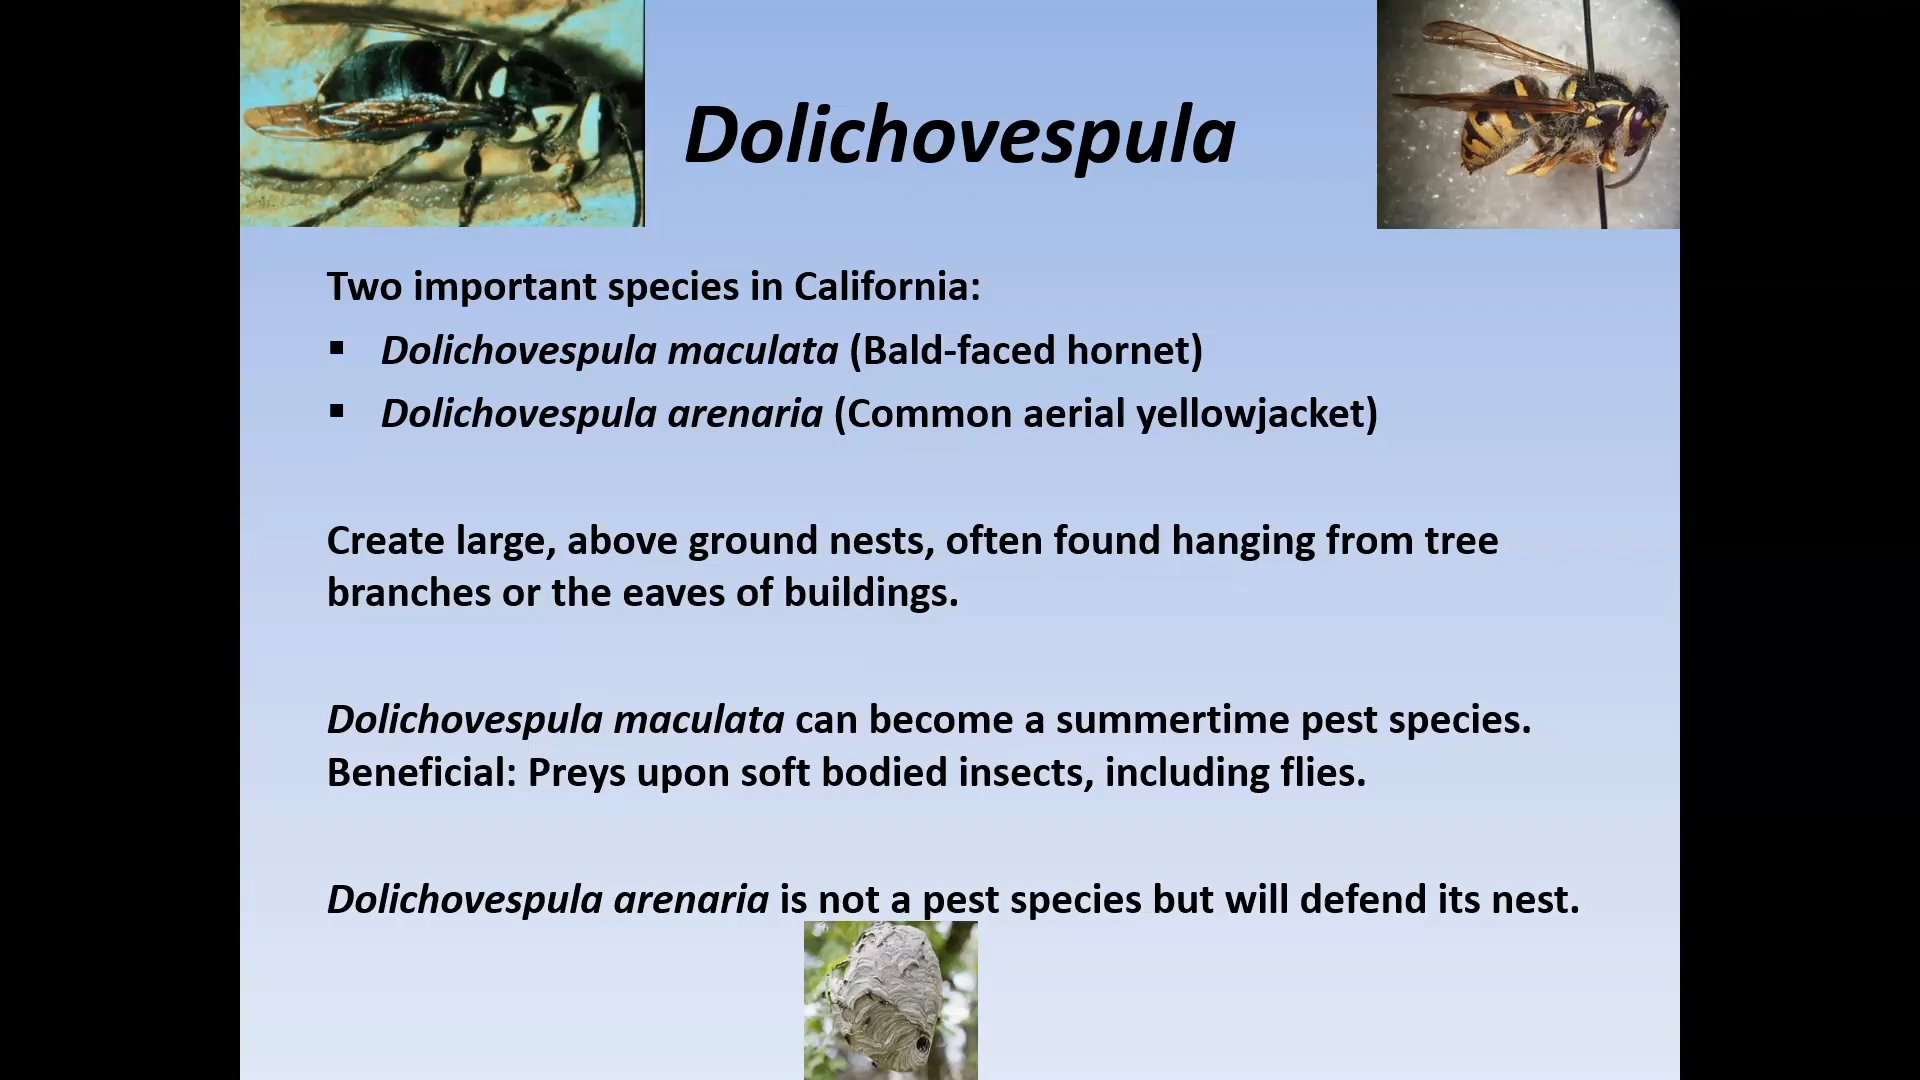 Dolichovespula
Two important species in California:
▪ Dolichovespula maculata (Bald-faced hornet)
▪ Dolichovespula arenaria (Common aerial yellowjacket)
Create large, above ground nests, often found hanging from tree
branches or the eaves of buildings.
Dolichovespula maculata can become a summertime pest species.
Beneficial: Preys upon soft bodied insects, including flies.
Dolichovespula arenaria is not a pest species but will defend its nest.